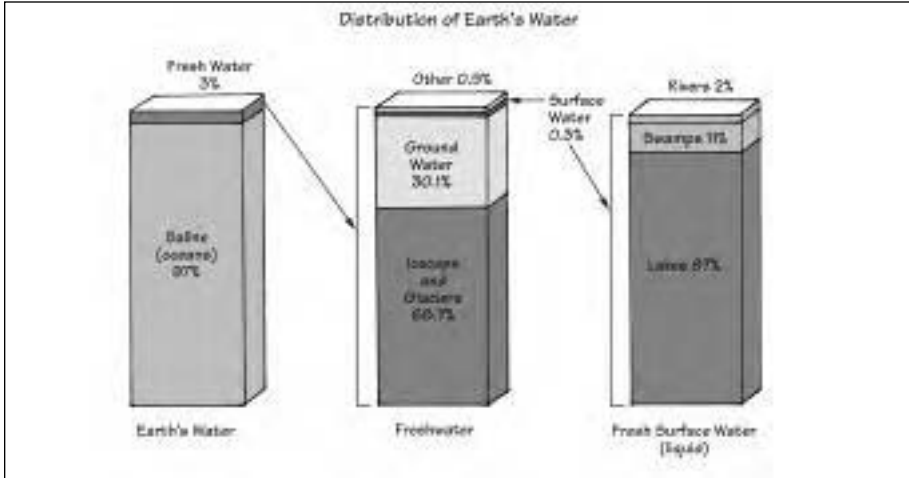 Distribution of Earth's Water
Fresh Water
3%
Other 0.9%
Surface
Water
0.3%
Rivers 2%
Swamps 11%
Ground
Water
30.1%
Saline
(oceans)
97%
Icecaps
and
Glaciers
68.7%
Lakes 87%
Earth's Water
Freshwater
Fresh Surface Water
(liquid)